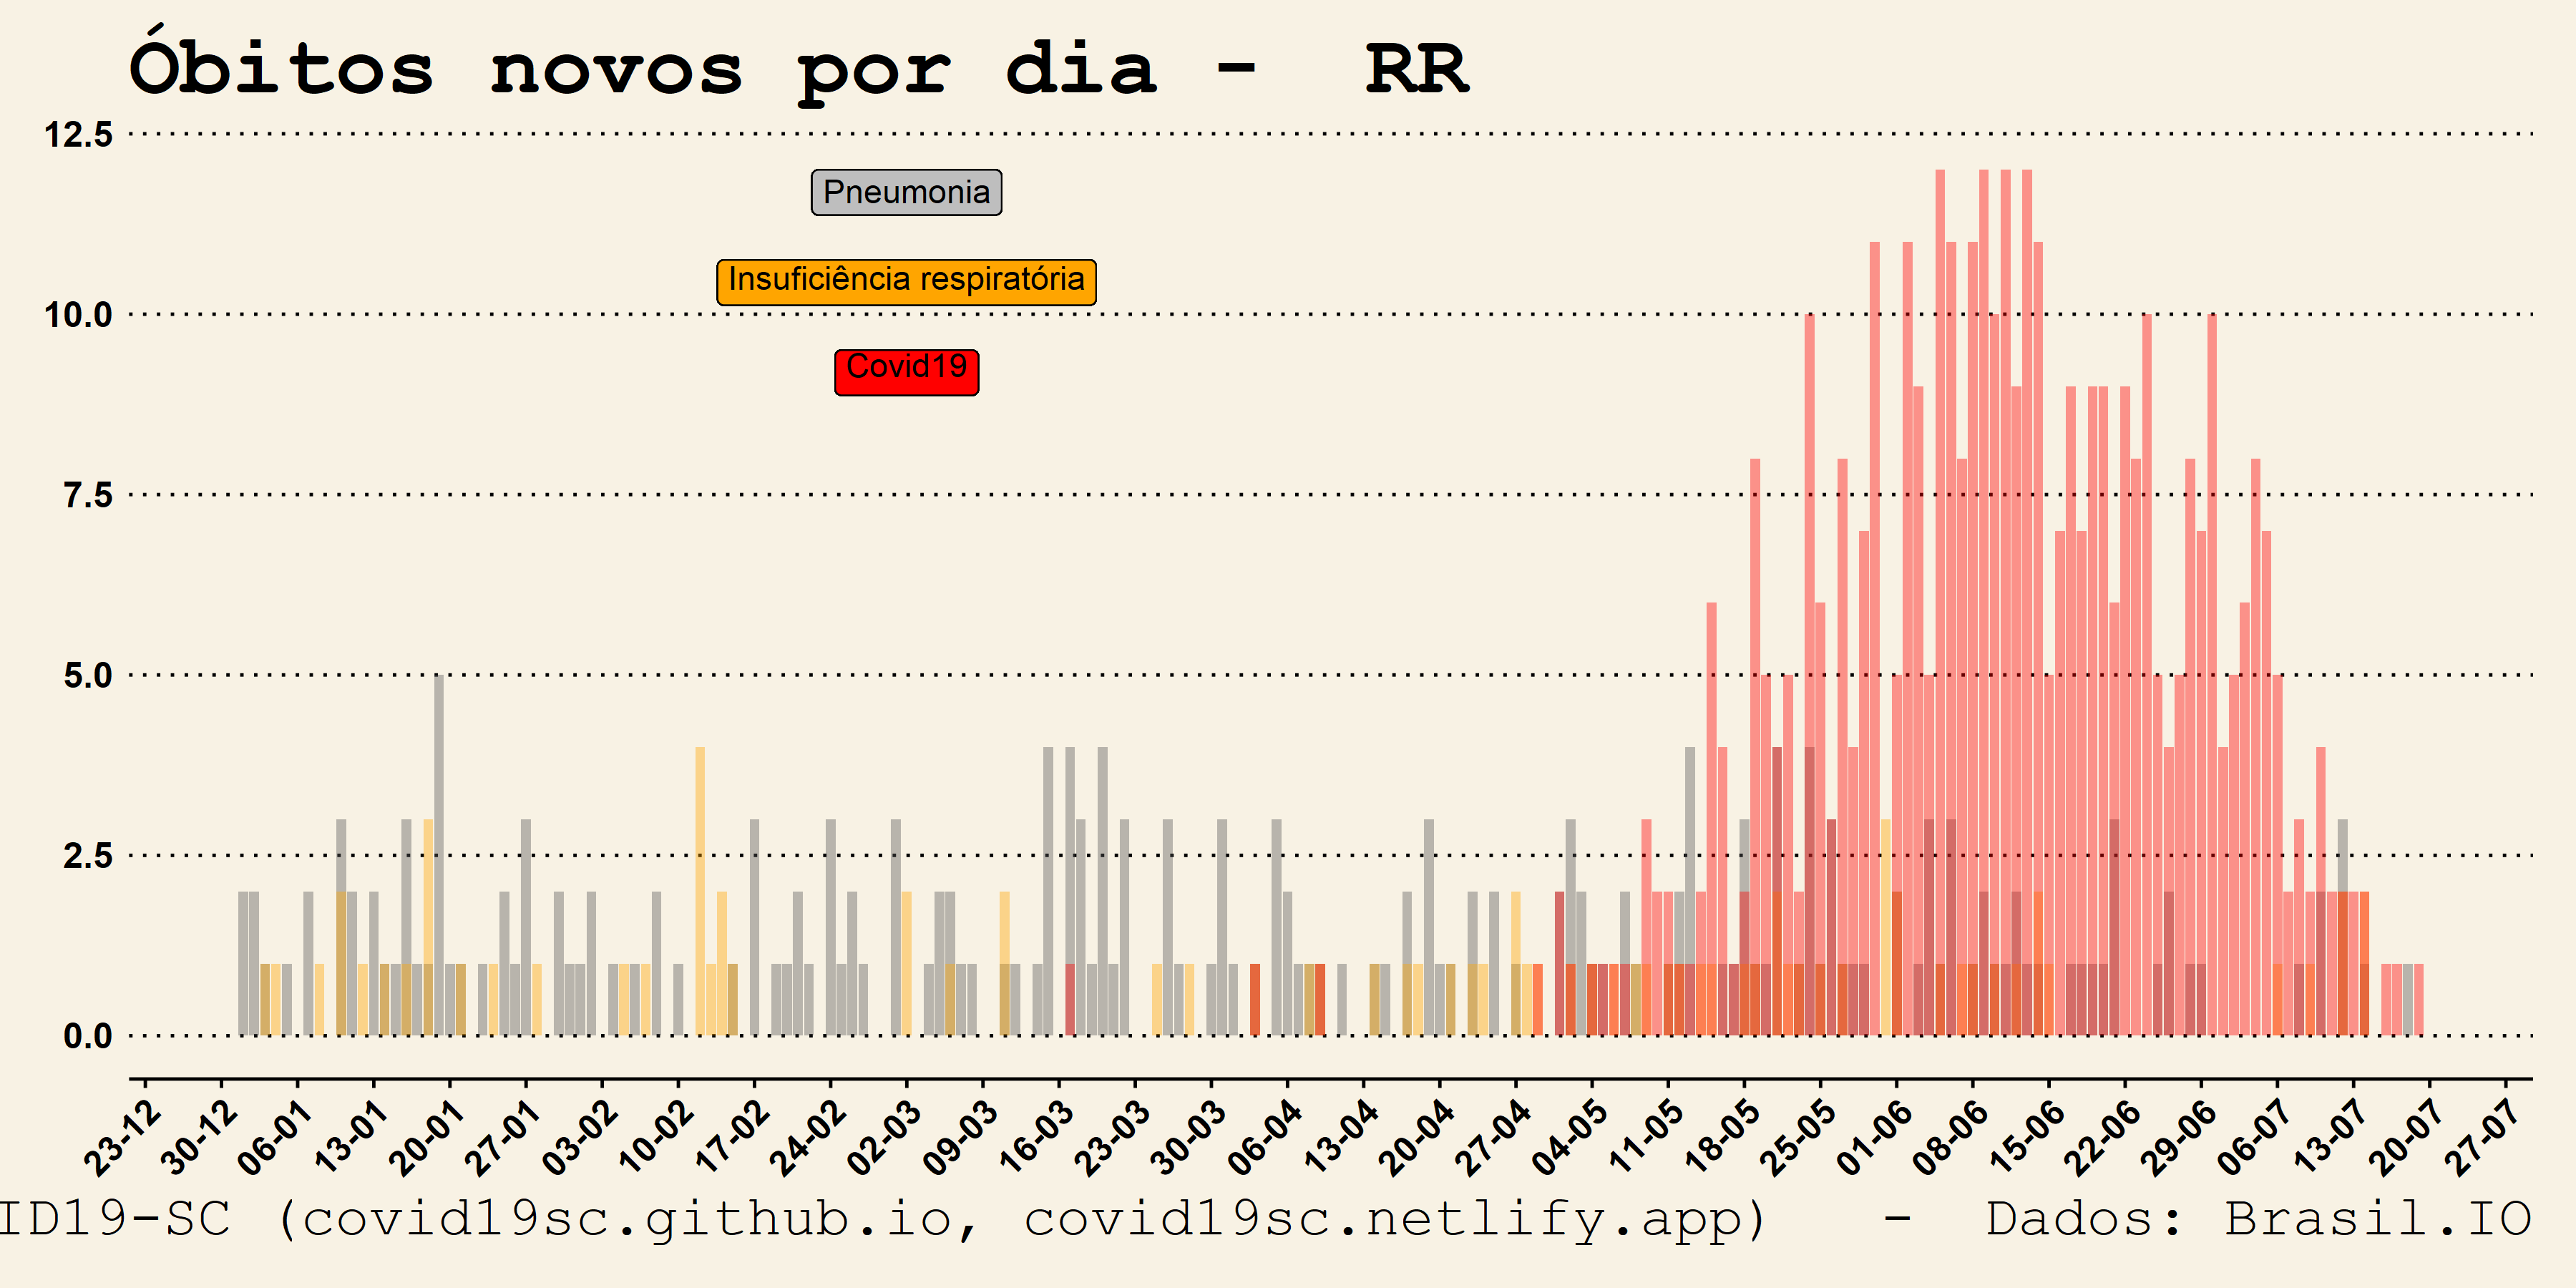 Óbitos novos por dia - RR
12.5
Pneumonia
Insuficiência respiratória
10.0
Covid19
7.5
5.0
2.5
0.0
23-12 30-12 06-01 13-01 20-01 27-01 03-02 10-02 17-02 24-02 02-03 09-03 16-03 23-03 30-03 06-04 13-04 20-04 27-04 04-05 11-05 18-05 25-05 01-06 08-06 15-06 22-06 29-06 06-07 13-07 20-07 27-07
ID19-SC (covid19sc.github.io, covid19sc.netlify.app) - Dados: Brasil.IO